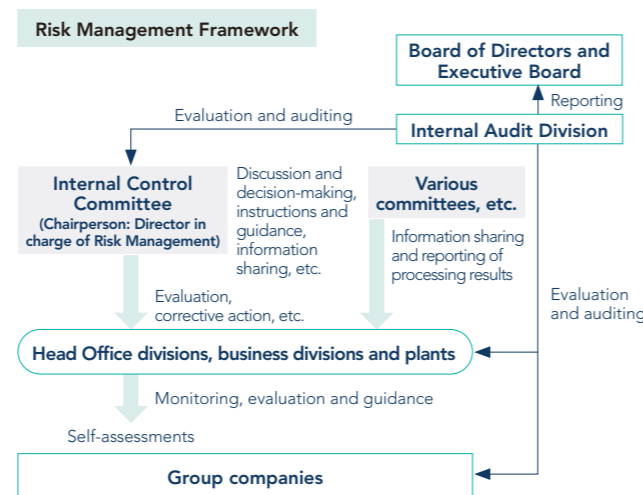 Risk Management Framework
Board of Directors and
Executive Board
Reporting
Evaluation and auditing
Internal Audit Division
Internal Control
Committee
(Chairperson: Director in
charge of Risk Management)
Discussion and
decision-making,
instructions and
guidance,
information
sharing, etc.
Various
committees, etc.
Information sharing
and reporting of
processing results
Evaluation,
corrective action, etc.
Evaluation
and auditing
Head Office divisions, business divisions and plants
Monitoring, evaluation and guidance
Self-assessments
Group companies